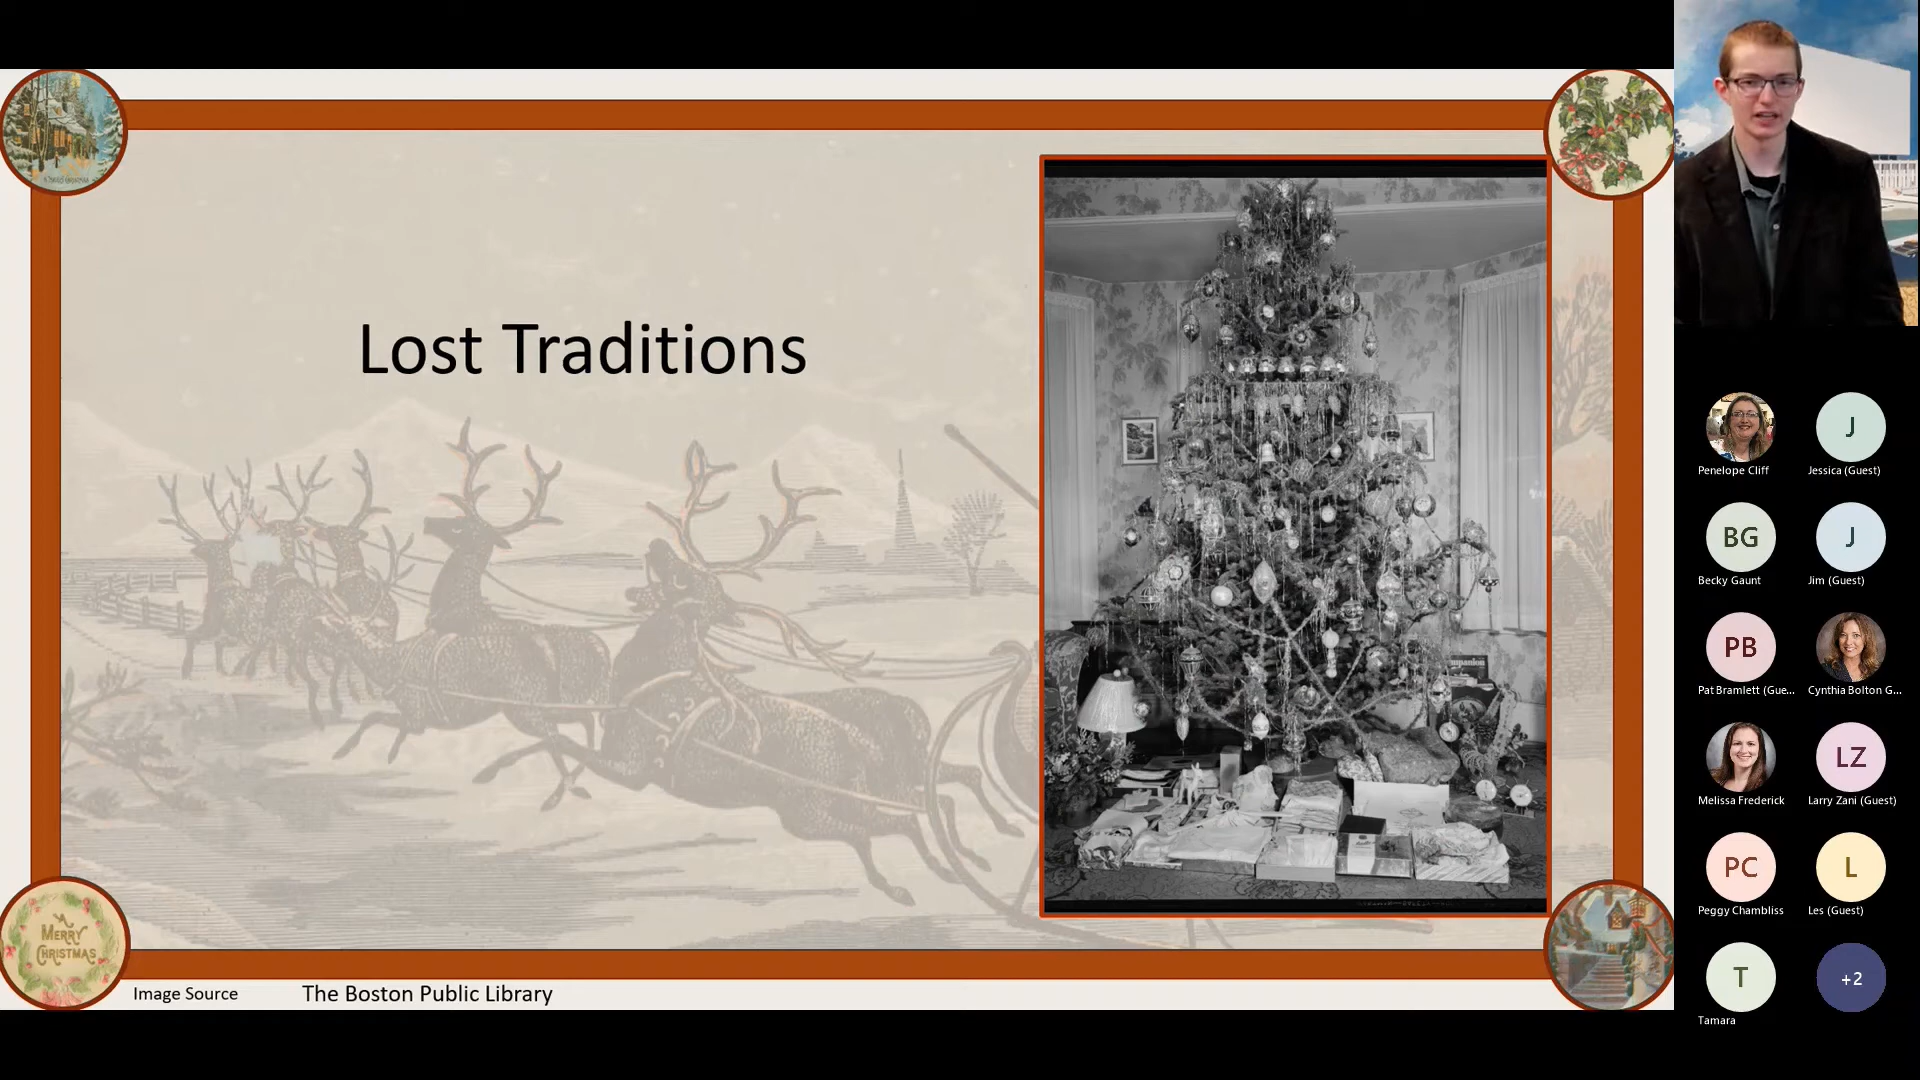 Lost Traditions
A
MERRY
CHRISTMAS
Image Source
The Boston Public Library
Penelope Cliff
J
Jessica (Guest)
BG
Becky Gaunt
J
Jim (Guest)
PB
Pat Bramlett (Gue...
Cynthia Bolton G...
Melissa Frederick
LZ
Larry Zani (Guest)
PC
Peggy Chambliss
L
Les (Guest)
T
Tamara
+2